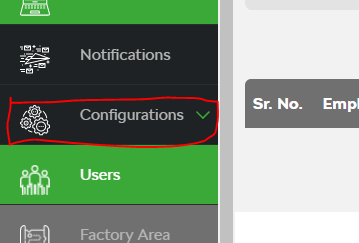 Notifications
Sr. No. Empl
Configurations
Users
Factory Area